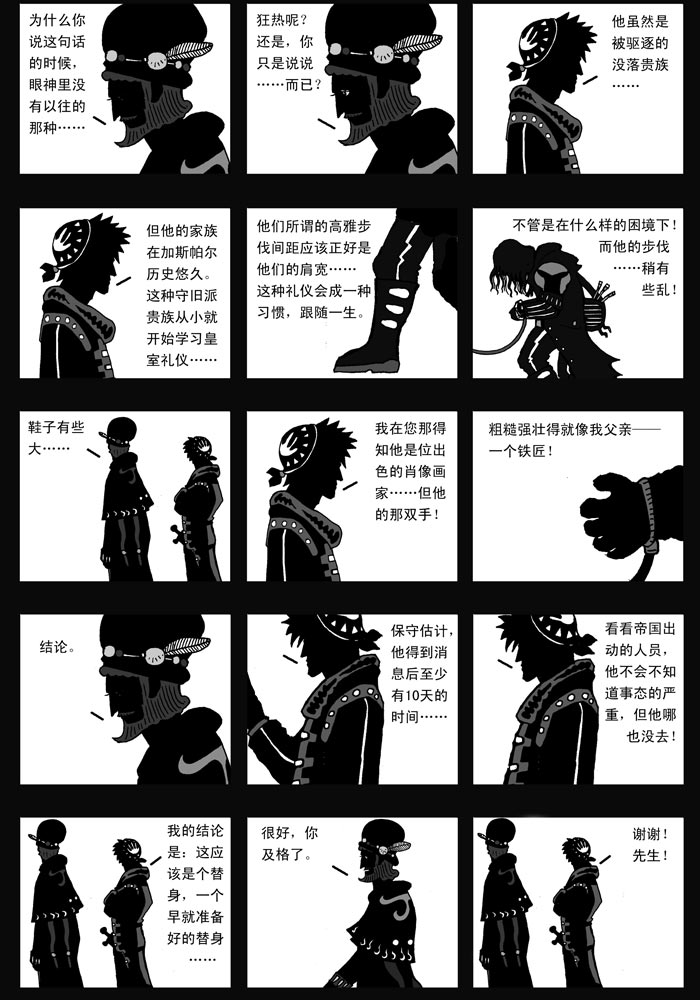 为什么你
说这句话
的时候，
眼神里没
有以往的
那种……
狂热呢？
还是，你
只是说说
……而已？
他虽然是
被驱逐的
没落贵族
……
但他的家族
在加斯帕尔
历史悠久。
这种守旧派
贵族从小就
开始学习皇
室礼仪……
他们所谓的高雅步
伐间距应该正好是
他们的肩宽……
这种礼仪会成一种
习惯，跟随一生。
不管是在什么样的困境下！
而他的步伐
……稍有
些乱！
鞋子有些
大……
我在您那得
知他是位出
色的肖像画
家……但他
的那双手！
粗糙强壮得就像我父亲——
一个铁匠！
结论。
保守估计，
他得到消
息后至少
有10天的
时间……
看看帝国出
动的人员，
他不会不知
道事态的严
重，但他哪
也没去！
我的结论
是：这应
该是个替
身，一个
早就准备
好的替身
……
很好，你
及格了。
谢谢！
先生！